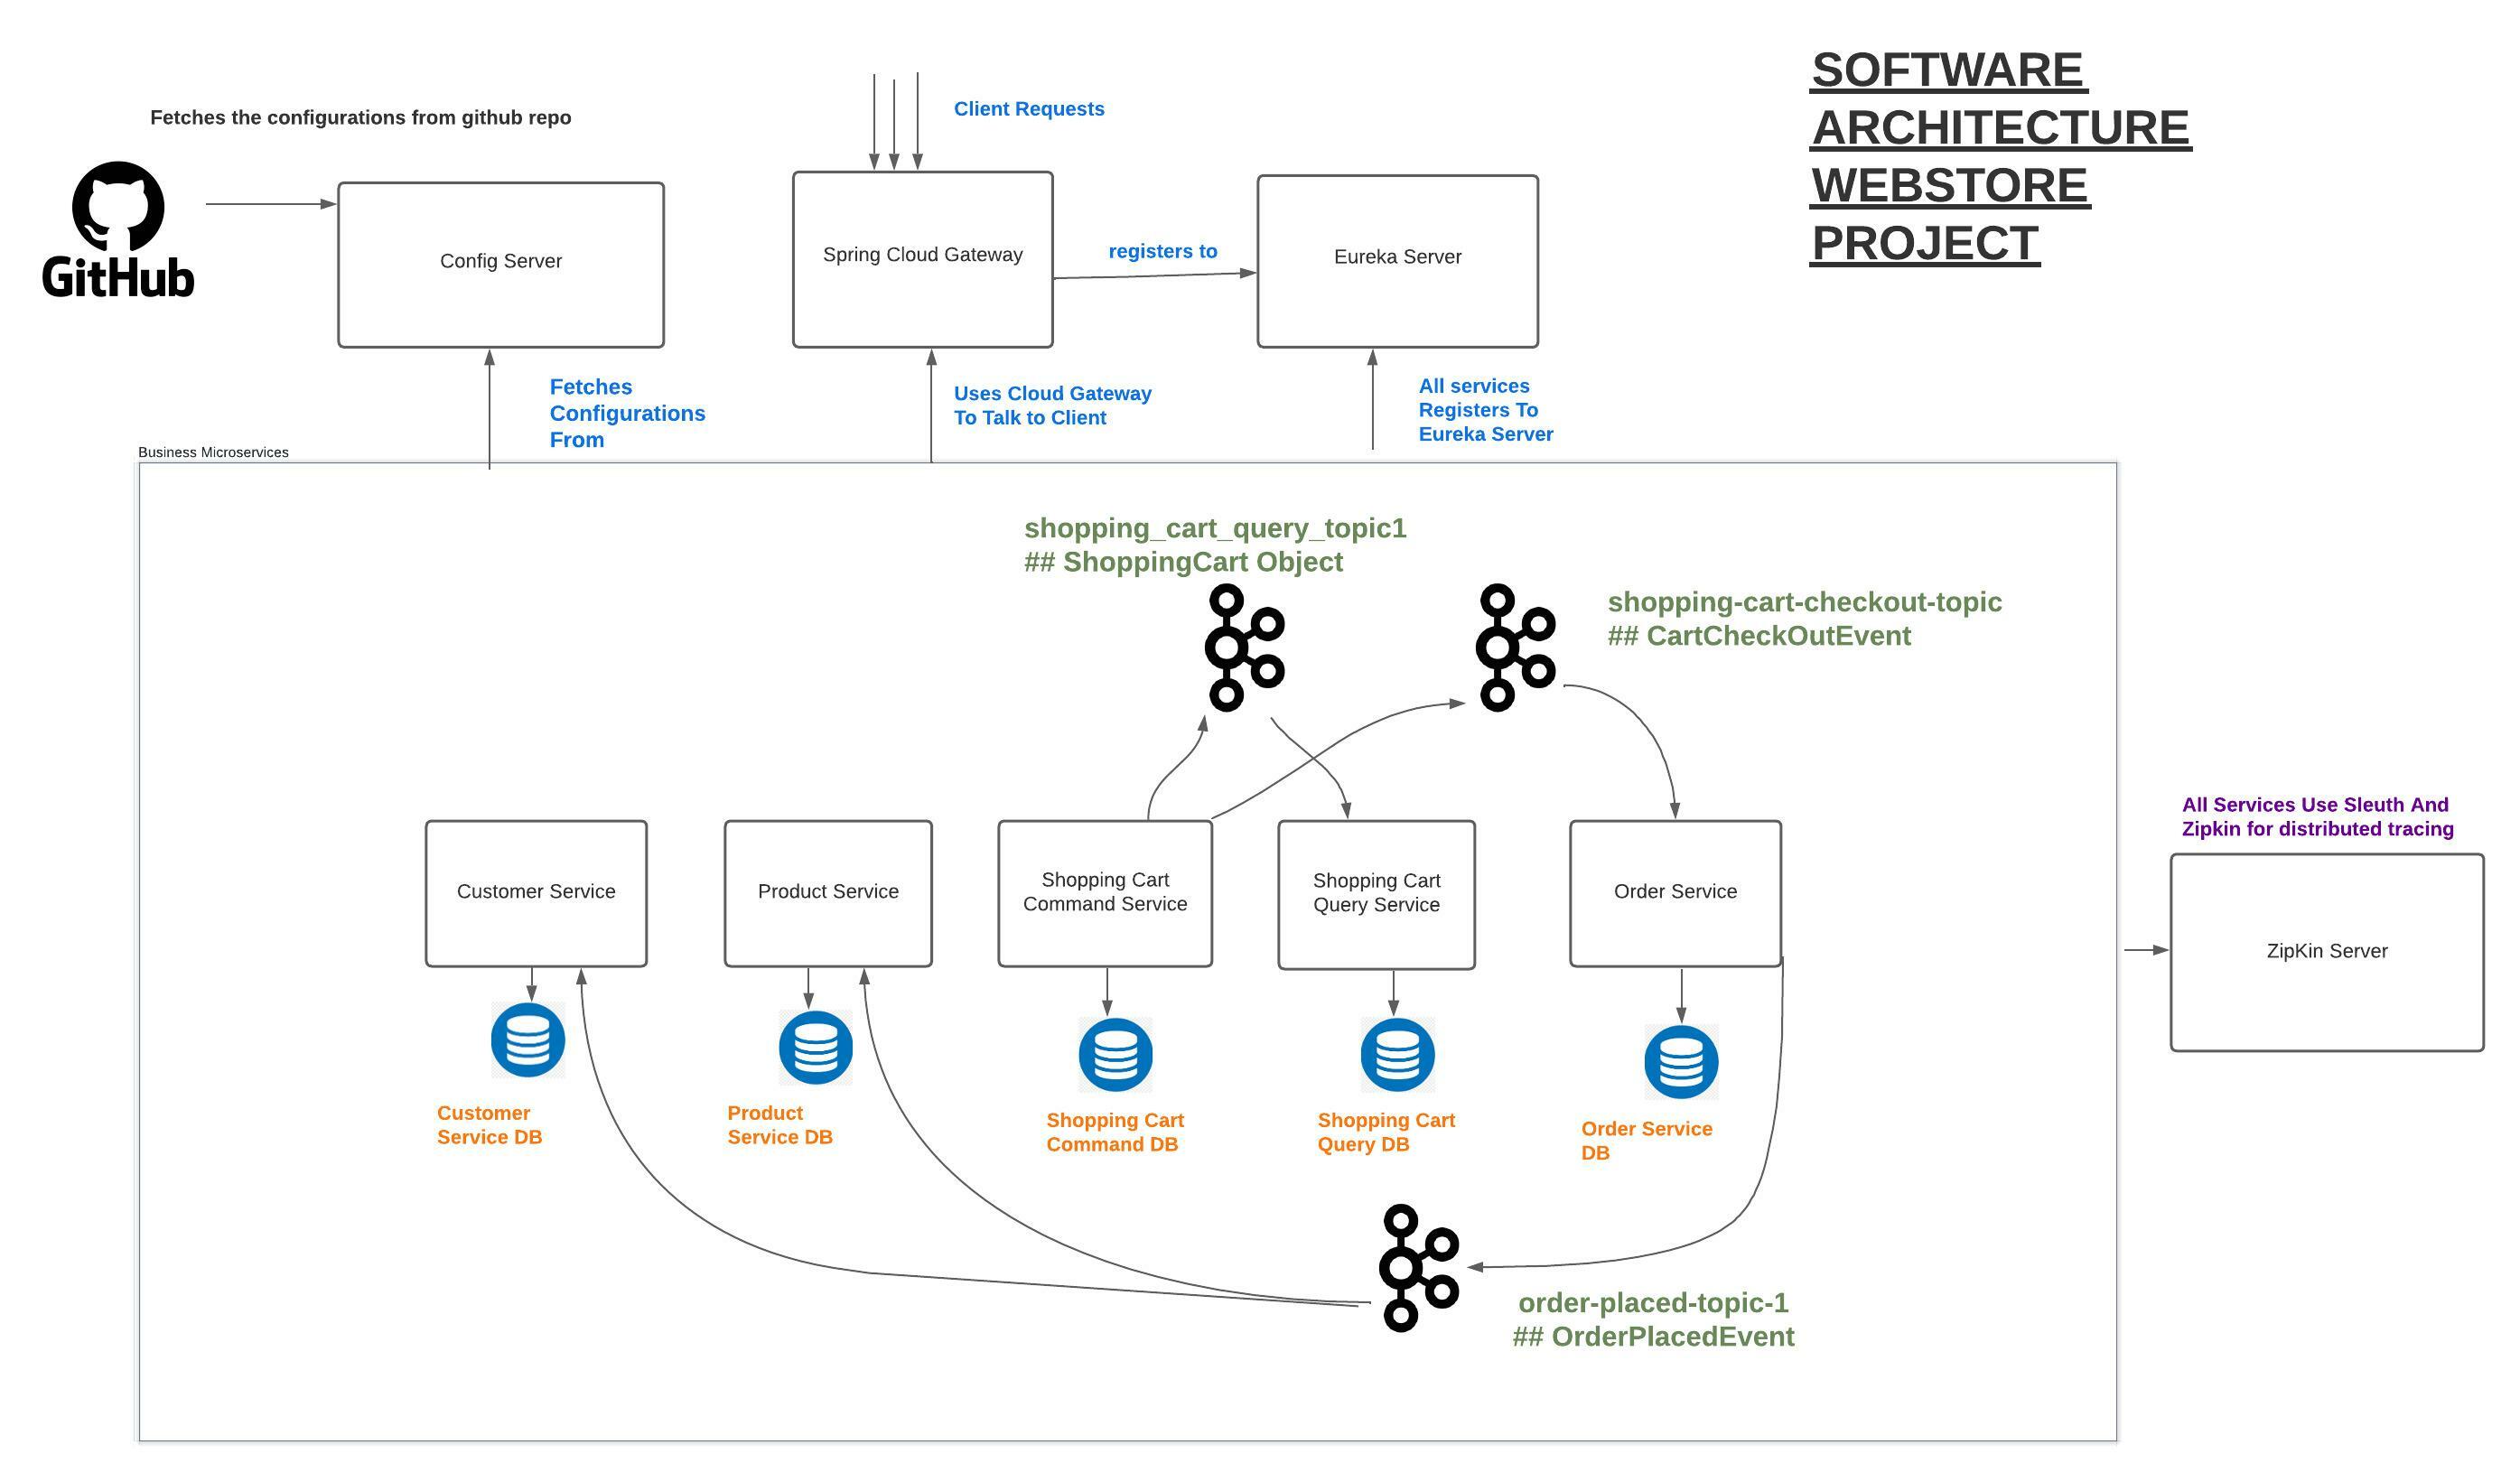 SOFTWARE
ARCHITECTURE
WEBSTORE
PROJECT
Fetches the configurations from github repo
Client Requests
GitHub
Config Server
Spring Cloud Gateway
registers to
Eureka Server
Fetches
Configurations
From
Uses Cloud Gateway
To Talk to Client
All services
Registers To
Eureka Server
Business Microservices
shopping_cart_query_topic1
## ShoppingCart Object
shopping-cart-checkout-topic
## CartCheckOutEvent
Customer Service
Product Service
Shopping Cart
Command Service
Shopping Cart
Query Service
Order Service
All Services Use Sleuth And
Zipkin for distributed tracing
ZipKin Server
Customer
Service DB
Product
Service DB
Shopping Cart
Command DB
Shopping Cart
Query DB
Order Service
DB
order-placed-topic-1
## OrderPlacedEvent